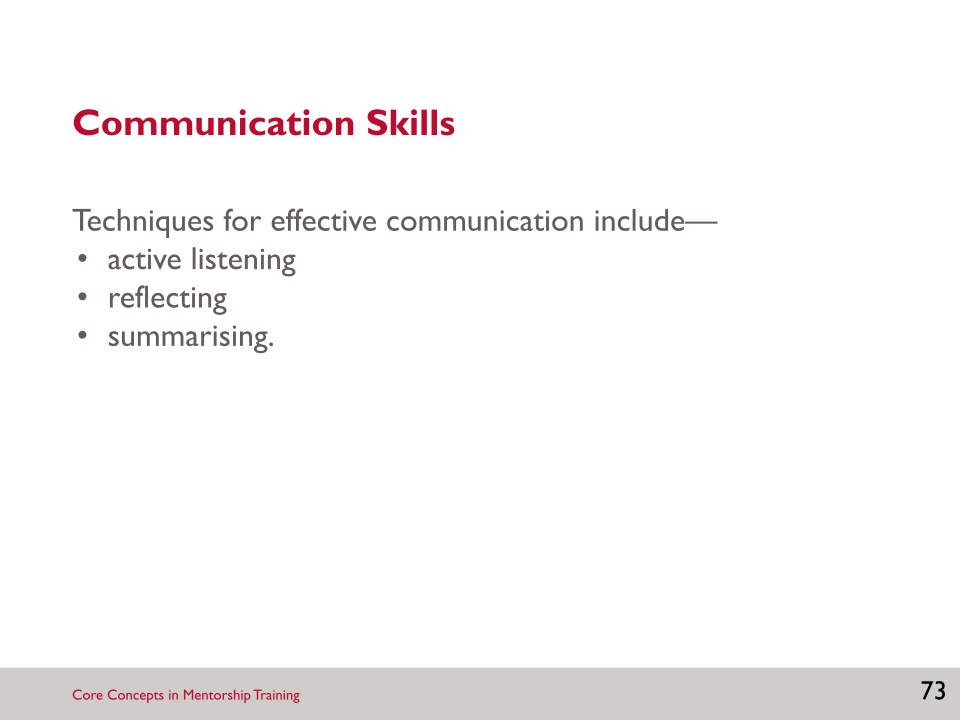 Communication Skills
Techniques for effective communication include—
• active listening
• reflecting
• summarising.
Core Concepts in Mentorship Training
73